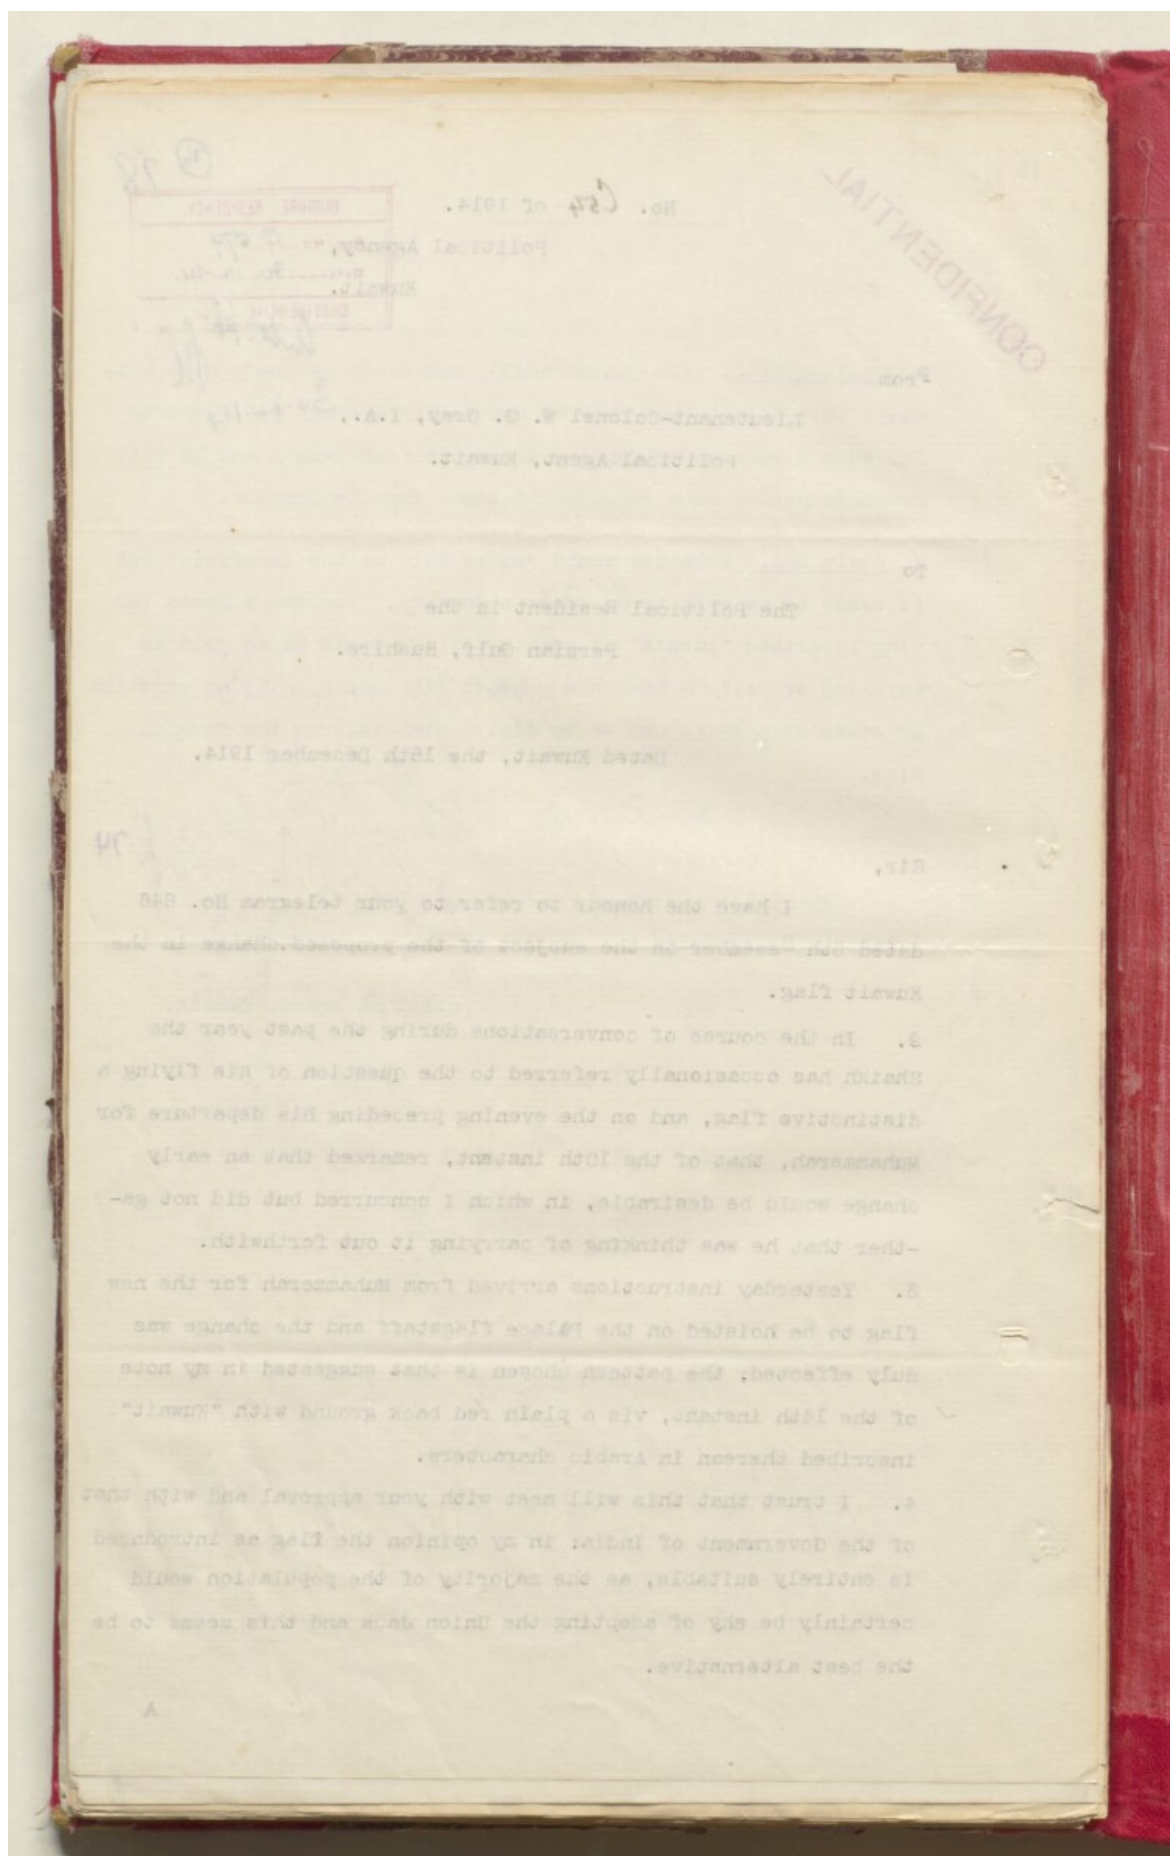 CONFIDENTIAL
No. C54 of 1914.
BUSHIRE RESIDENCY
Political Agency,
Kuwait.
CONFIDENTIAL
From
Lieutenant-Colonel W. G. Grey, I.A.,
Political Agent, Kuwait.
To
The Political Resident in the
Persian Gulf, Bushire.
Dated Kuwait, the 16th December 1914.
74
Sir,
I have the honour to refer to your telegram No. 846
dated 6th December on the subject of the proposed change in the
Kuwait flag.
2. In the course of conversations during the past year the
Shaikh has occasionally referred to the question of his flying a
distinctive flag, and on the evening preceding his departure for
Muhammerah, that of the 10th instant, remarked that an early
change would be desirable, in which I concurred but did not ga-
-ther that he was thinking of carrying it out forthwith.
3. Yesterday instructions arrived from Muhammerah for the new
flag to be hoisted on the Palace flagstaff and the change was
duly effected; the pattern chosen is that suggested in my note
of the 14th instant, viz a plain red back ground with "Kuwait"
inscribed thereon in Arabic characters.
4. I trust that this will meet with your approval and with that
of the Government of India: in my opinion the flag as introduced
is entirely suitable, as the majority of the population would
certainly be shy of adopting the Union Jack and this seems to be
the best alternative.
A